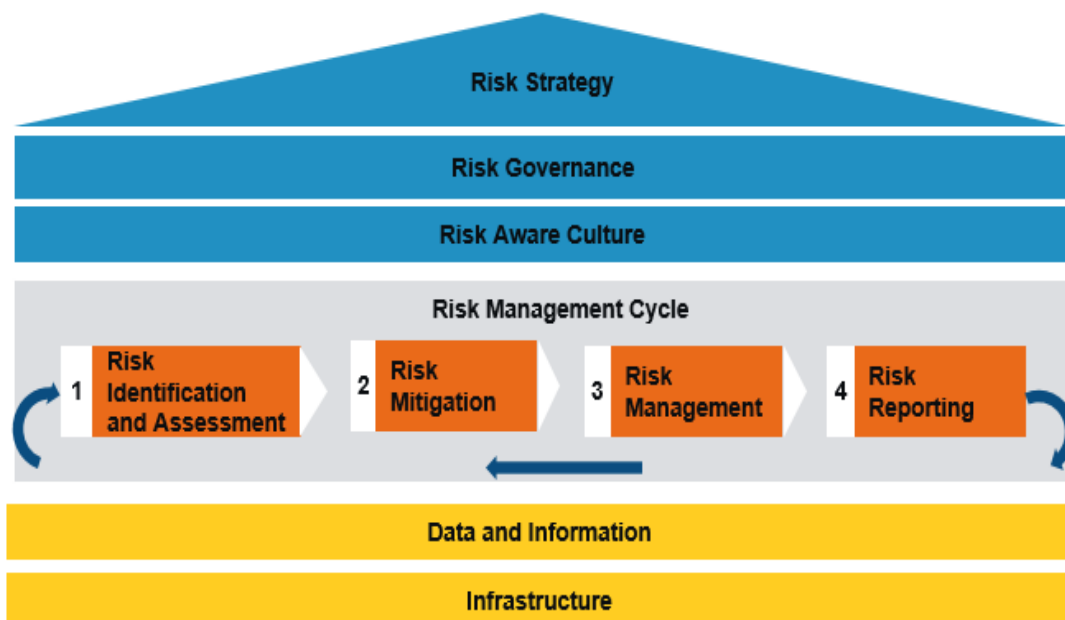 Risk Strategy
Risk Governance
Risk Aware Culture
Risk Management Cycle
1
Risk
Identification
and Assessment
2
Risk
Mitigation
3
Risk
Management
4
Risk
Reporting
Data and Information
Infrastructure